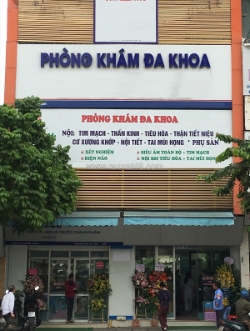 PHÒNG KHÁM ĐA KHOA
PHÒNG KHÁM ĐA KHOA
NỘI: TIM MẠCH - THẦN KINH - TIÊU HÓA - THẬN TIẾT NIỆU
CƠ XƯƠNG KHỚP - NỘI TIẾT - TAI MŨI HỌNG * PHỤ SẢN
XÉT NGHIỆM
SIÊU ÂM TOÀN BỘ - TIM MẠCH
ĐIỆN NÃO
NỘI SOI TIÊU HÓA - TAI MŨI HỌNG